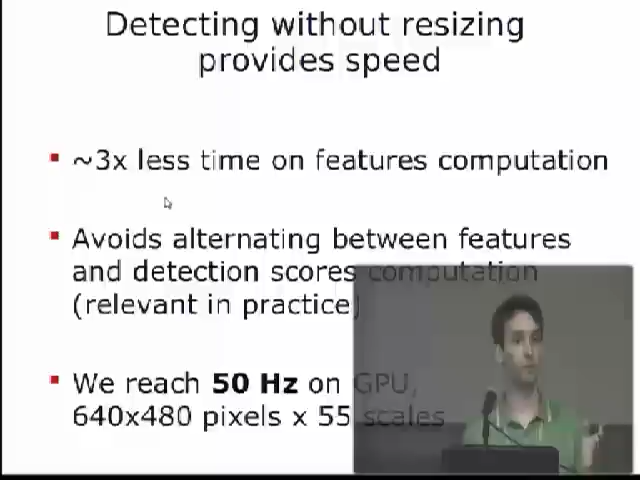 Detecting without resizing
provides speed
~3x less time on features computation
Avoids alternating between features
and detection scores computation
(relevant in practice)
We reach 50 Hz on GPU,
640x480 pixels x 55 scales